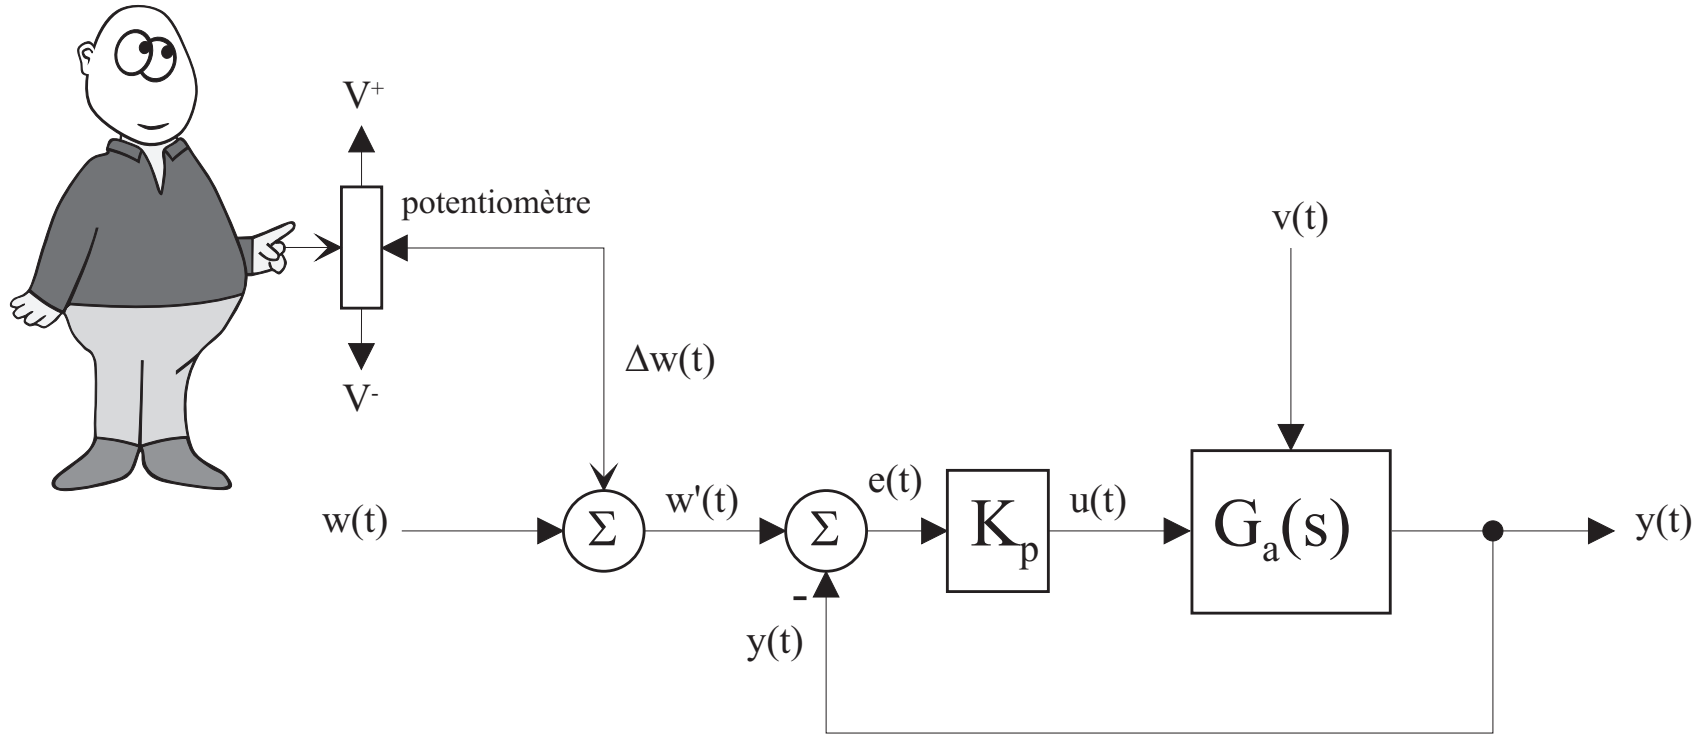 V+
potentiomètre
v(t)
Δw(t)
V-
w(t)
Σ
w'(t)
Σ
e(t)
Kp
u(t)
Ga(s)
y(t)
-
y(t)